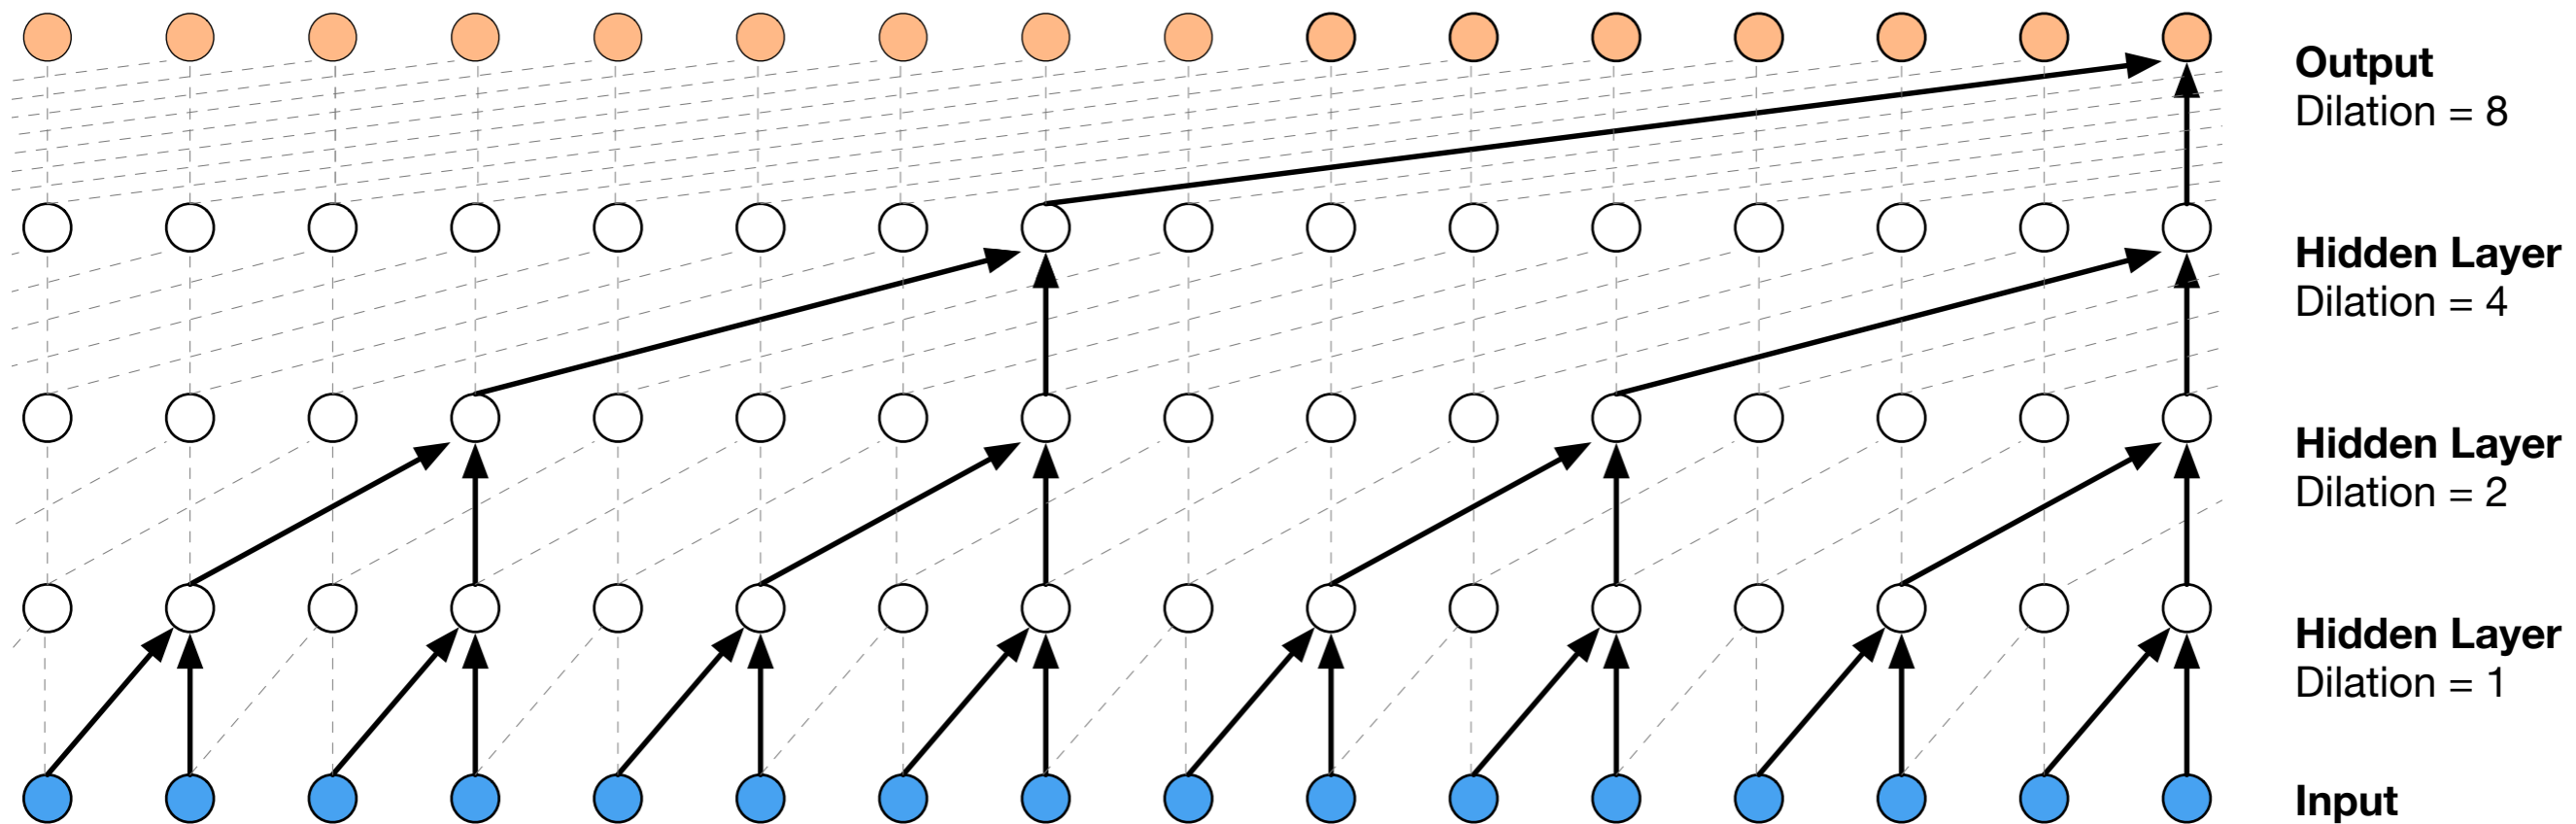 Output
Dilation = 8
Hidden Layer
Dilation = 4
Hidden Layer
Dilation = 2
Hidden Layer
Dilation = 1
Input